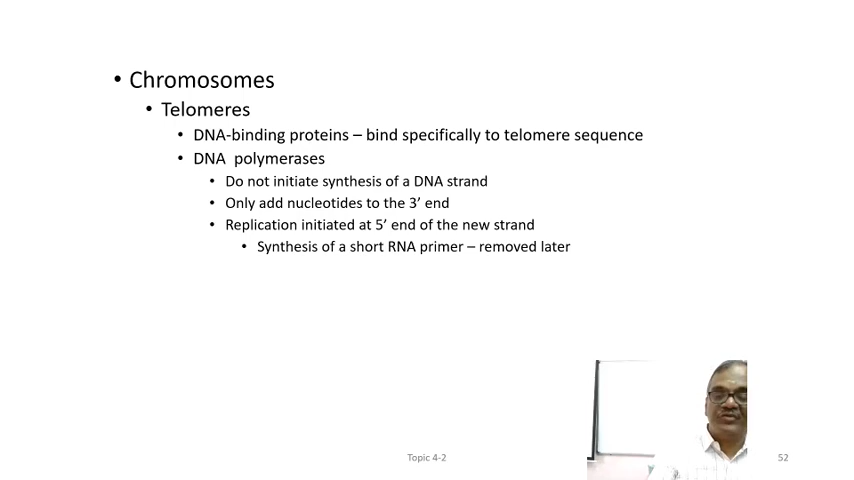 • Chromosomes
• Telomeres
• DNA-binding proteins – bind specifically to telomere sequence
• DNA polymerases
• Do not initiate synthesis of a DNA strand
• Only add nucleotides to the 3’ end
• Replication initiated at 5’ end of the new strand
• Synthesis of a short RNA primer – removed later
Topic 4-2
52